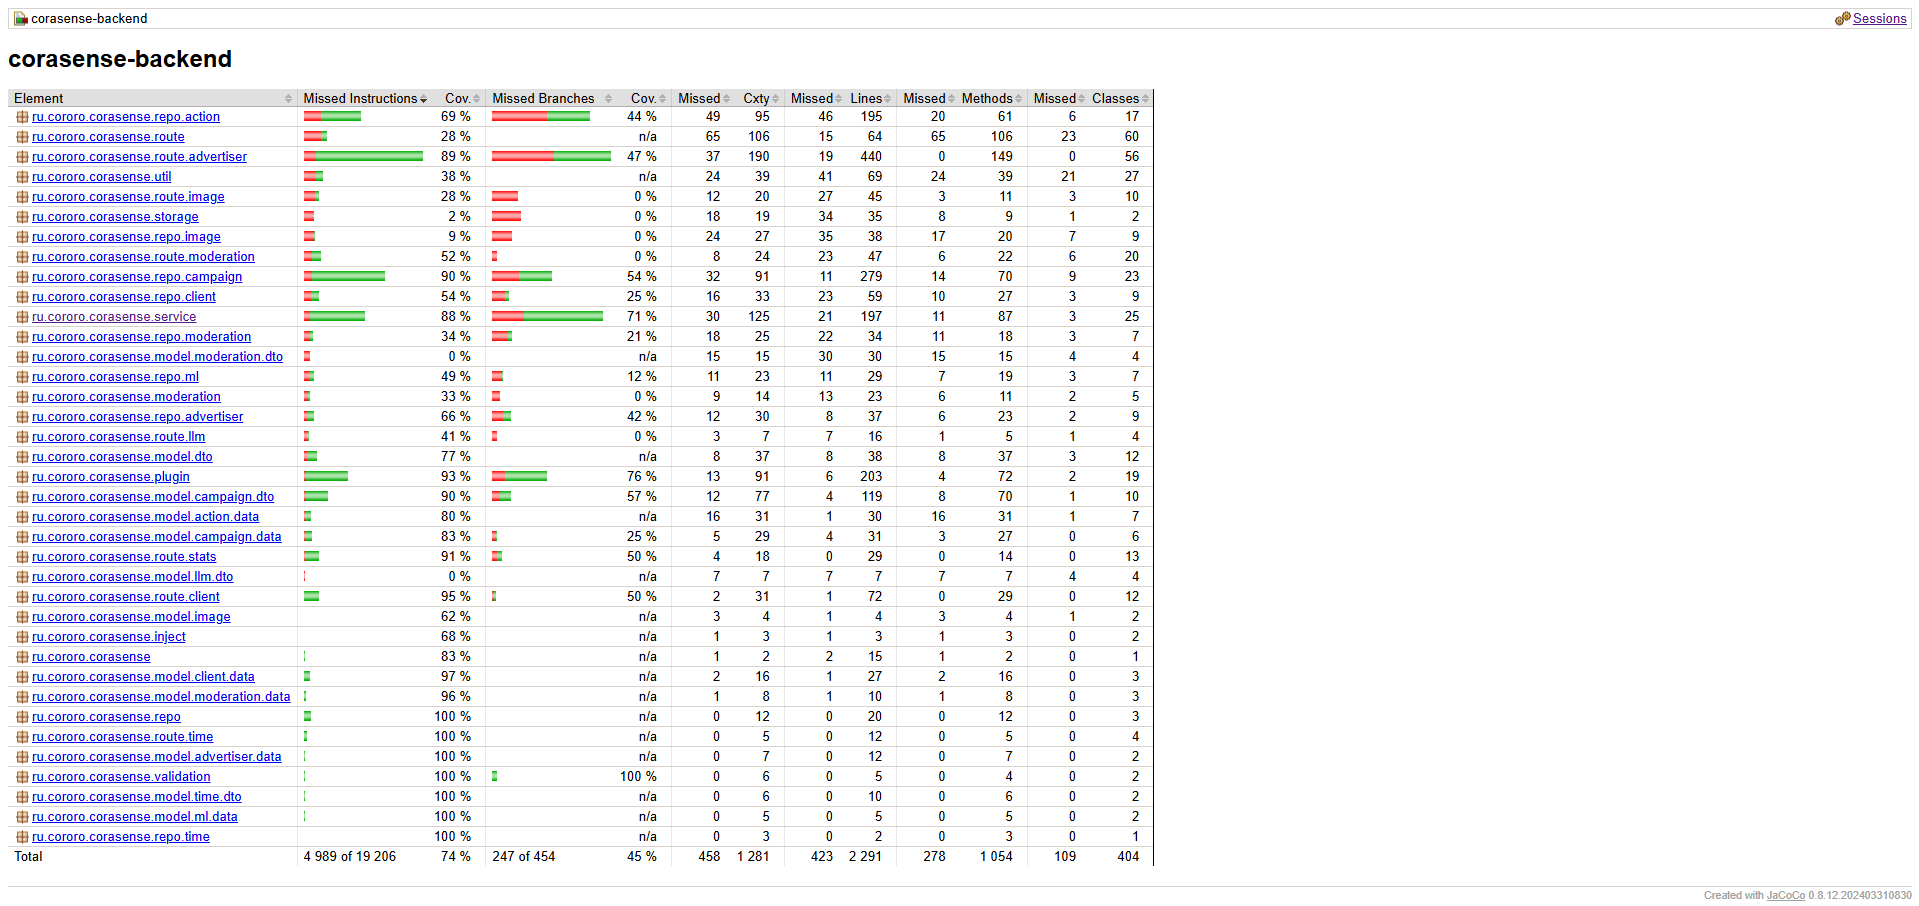 corasense-backend Sessions
corasense-backend
Element Missed Instructions Cov. Missed Branches Cov. Missed Cxty Missed Lines Missed Methods Missed Classes
ru.cororo.corasense.repo.action 69 % 44 % 49 95 46 195 20 61 6 17
ru.cororo.corasense.route 28 % n/a 65 106 15 64 65 106 23 60
ru.cororo.corasense.route.advertiser 89 % 47 % 37 190 19 440 0 149 0 56
ru.cororo.corasense.util 38 % n/a 24 39 41 69 24 39 21 27
ru.cororo.corasense.route.image 28 % 0 % 12 20 27 45 3 11 3 10
ru.cororo.corasense.storage 2 % 0 % 18 19 34 35 8 9 1 2
ru.cororo.corasense.repo.image 9 % 0 % 24 27 35 38 17 20 7 9
ru.cororo.corasense.route.moderation 52 % 0 % 8 24 23 47 6 22 6 20
ru.cororo.corasense.repo.campaign 90 % 54 % 32 91 11 279 14 70 9 23
ru.cororo.corasense.repo.client 54 % 25 % 16 33 23 59 10 27 3 9
ru.cororo.corasense.service 88 % 71 % 30 125 21 197 11 87 3 25
ru.cororo.corasense.repo.moderation 34 % 21 % 18 25 22 34 11 18 3 7
ru.cororo.corasense.model.moderation.dto 0 % n/a 15 15 30 30 15 15 4 4
ru.cororo.corasense.repo.ml 49 % 12 % 11 23 11 29 7 19 3 7
ru.cororo.corasense.moderation 33 % 0 % 9 14 13 23 6 11 2 5
ru.cororo.corasense.repo.advertiser 66 % 42 % 12 30 8 37 6 23 2 9
ru.cororo.corasense.route.llm 41 % 0 % 3 7 7 16 1 5 1 4
ru.cororo.corasense.model.dto 77 % n/a 8 37 8 38 8 37 3 12
ru.cororo.corasense.plugin 93 % 76 % 13 91 6 203 4 72 2 19
ru.cororo.corasense.model.campaign.dto 90 % 57 % 12 77 4 119 8 70 1 10
ru.cororo.corasense.model.action.data 80 % n/a 16 31 1 30 16 31 1 7
ru.cororo.corasense.model.campaign.data 83 % 25 % 5 29 4 31 3 27 0 6
ru.cororo.corasense.route.stats 91 % 50 % 4 18 0 29 0 14 0 13
ru.cororo.corasense.model.llm.dto 0 % n/a 7 7 7 7 7 7 4 4
ru.cororo.corasense.route.client 95 % 50 % 2 31 1 72 0 29 0 12
ru.cororo.corasense.model.image 62 % n/a 3 4 1 4 3 4 1 2
ru.cororo.corasense.inject 68 % n/a 1 3 1 3 1 3 0 2
ru.cororo.corasense 83 % n/a 1 2 2 15 1 2 0 1
ru.cororo.corasense.model.client.data 97 % n/a 2 16 1 27 2 16 0 3
ru.cororo.corasense.model.moderation.data 96 % n/a 1 8 1 10 1 8 0 3
ru.cororo.corasense.repo 100 % n/a 0 12 0 20 0 12 0 3
ru.cororo.corasense.route.time 100 % n/a 0 5 0 12 0 5 0 4
ru.cororo.corasense.model.advertiser.data 100 % n/a 0 7 0 12 0 7 0 2
ru.cororo.corasense.validation 100 % 100 % 0 6 0 5 0 4 0 2
ru.cororo.corasense.model.time.dto 100 % n/a 0 6 0 10 0 6 0 2
ru.cororo.corasense.model.ml.data 100 % n/a 0 5 0 5 0 5 0 2
ru.cororo.corasense.repo.time 100 % n/a 0 3 0 2 0 3 0 1
Total 4 989 of 19 206 74 % 247 of 454 45 % 458 1 281 423 2 291 278 1 054 109 404
Created with JaCoCo 0.8.12.202403310830